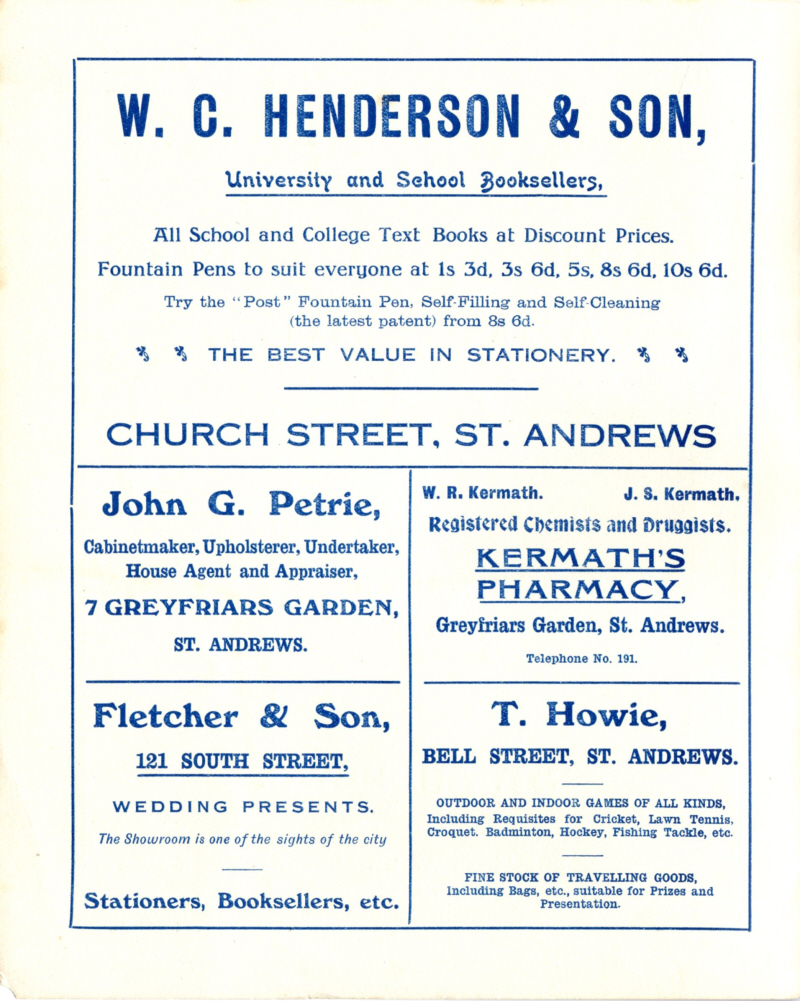 W. C. HENDERSON & SON,
University and School Booksellers,
All School and College Text Books at Discount Prices.
Fountain Pens to suit everyone at 1s 3d, 3s 6d, 5s, 8s 6d, 10s 6d.
Try the "Post" Fountain Pen, Self-Filling and Self-Cleaning
(the latest patent) from 8s 6d.
THE BEST VALUE IN STATIONERY.
CHURCH STREET, ST. ANDREWS
John G. Petrie,
Cabinetmaker, Upholsterer, Undertaker,
House Agent and Appraiser,
7 GREYFRIARS GARDEN,
ST. ANDREWS.
W. R. Kermath. J. S. Kermath.
Registered Chemists and Druggists.
KERMATH'S
PHARMACY,
Greyfriars Garden, St. Andrews.
Telephone No. 191.
Fletcher & Son,
121 SOUTH STREET,
WEDDING PRESENTS.
The Showroom is one of the sights of the city
Stationers, Booksellers, etc.
T. Howie,
BELL STREET, ST. ANDREWS.
OUTDOOR AND INDOOR GAMES OF ALL KINDS,
Including Requisites for Cricket, Lawn Tennis,
Croquet. Badminton, Hockey, Fishing Tackle, etc.
FINE STOCK OF TRAVELLING GOODS,
Including Bags, etc., suitable for Prizes and
Presentation.